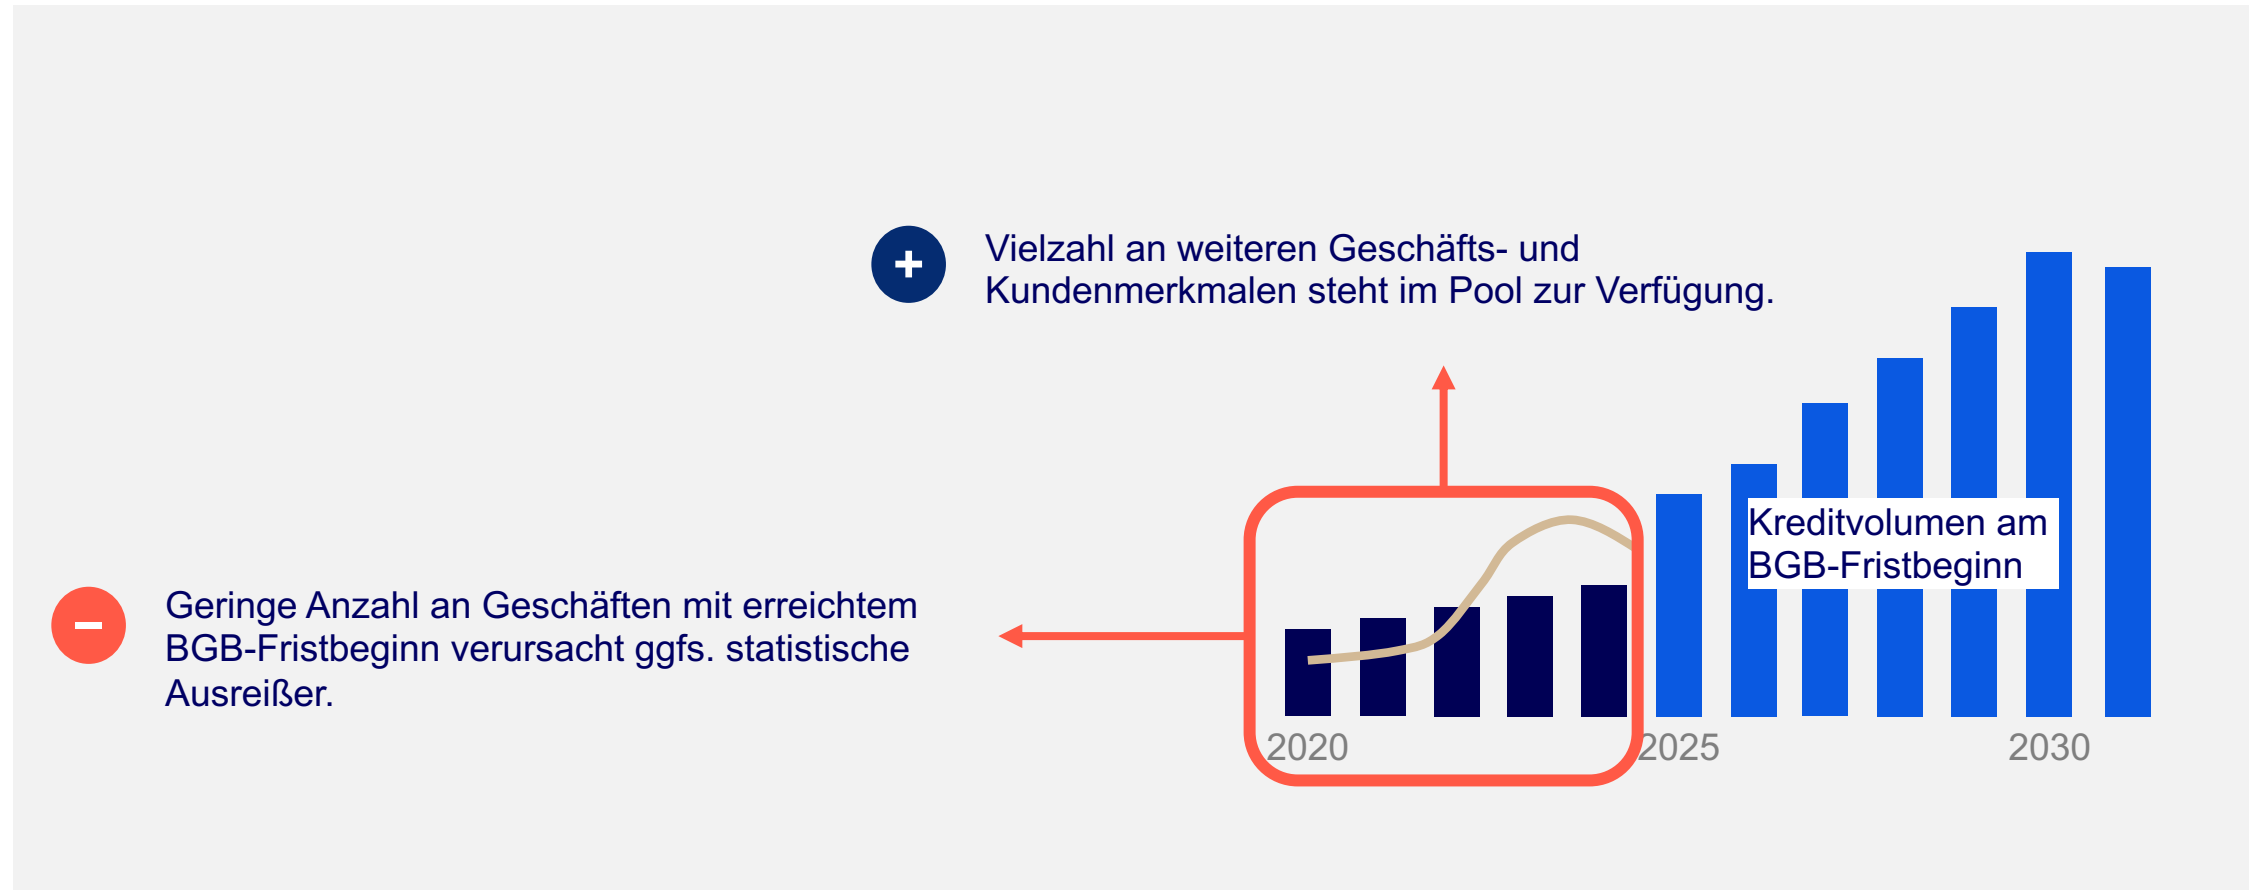 Vielzahl an weiteren Geschäfts- und
Kundenmerkmalen steht im Pool zur Verfügung.
Kreditvolumen am
BGB-Fristbeginn
Geringe Anzahl an Geschäften mit erreichtem
BGB-Fristbeginn verursacht ggfs. statistische
Ausreißer.
2020 2025 2030